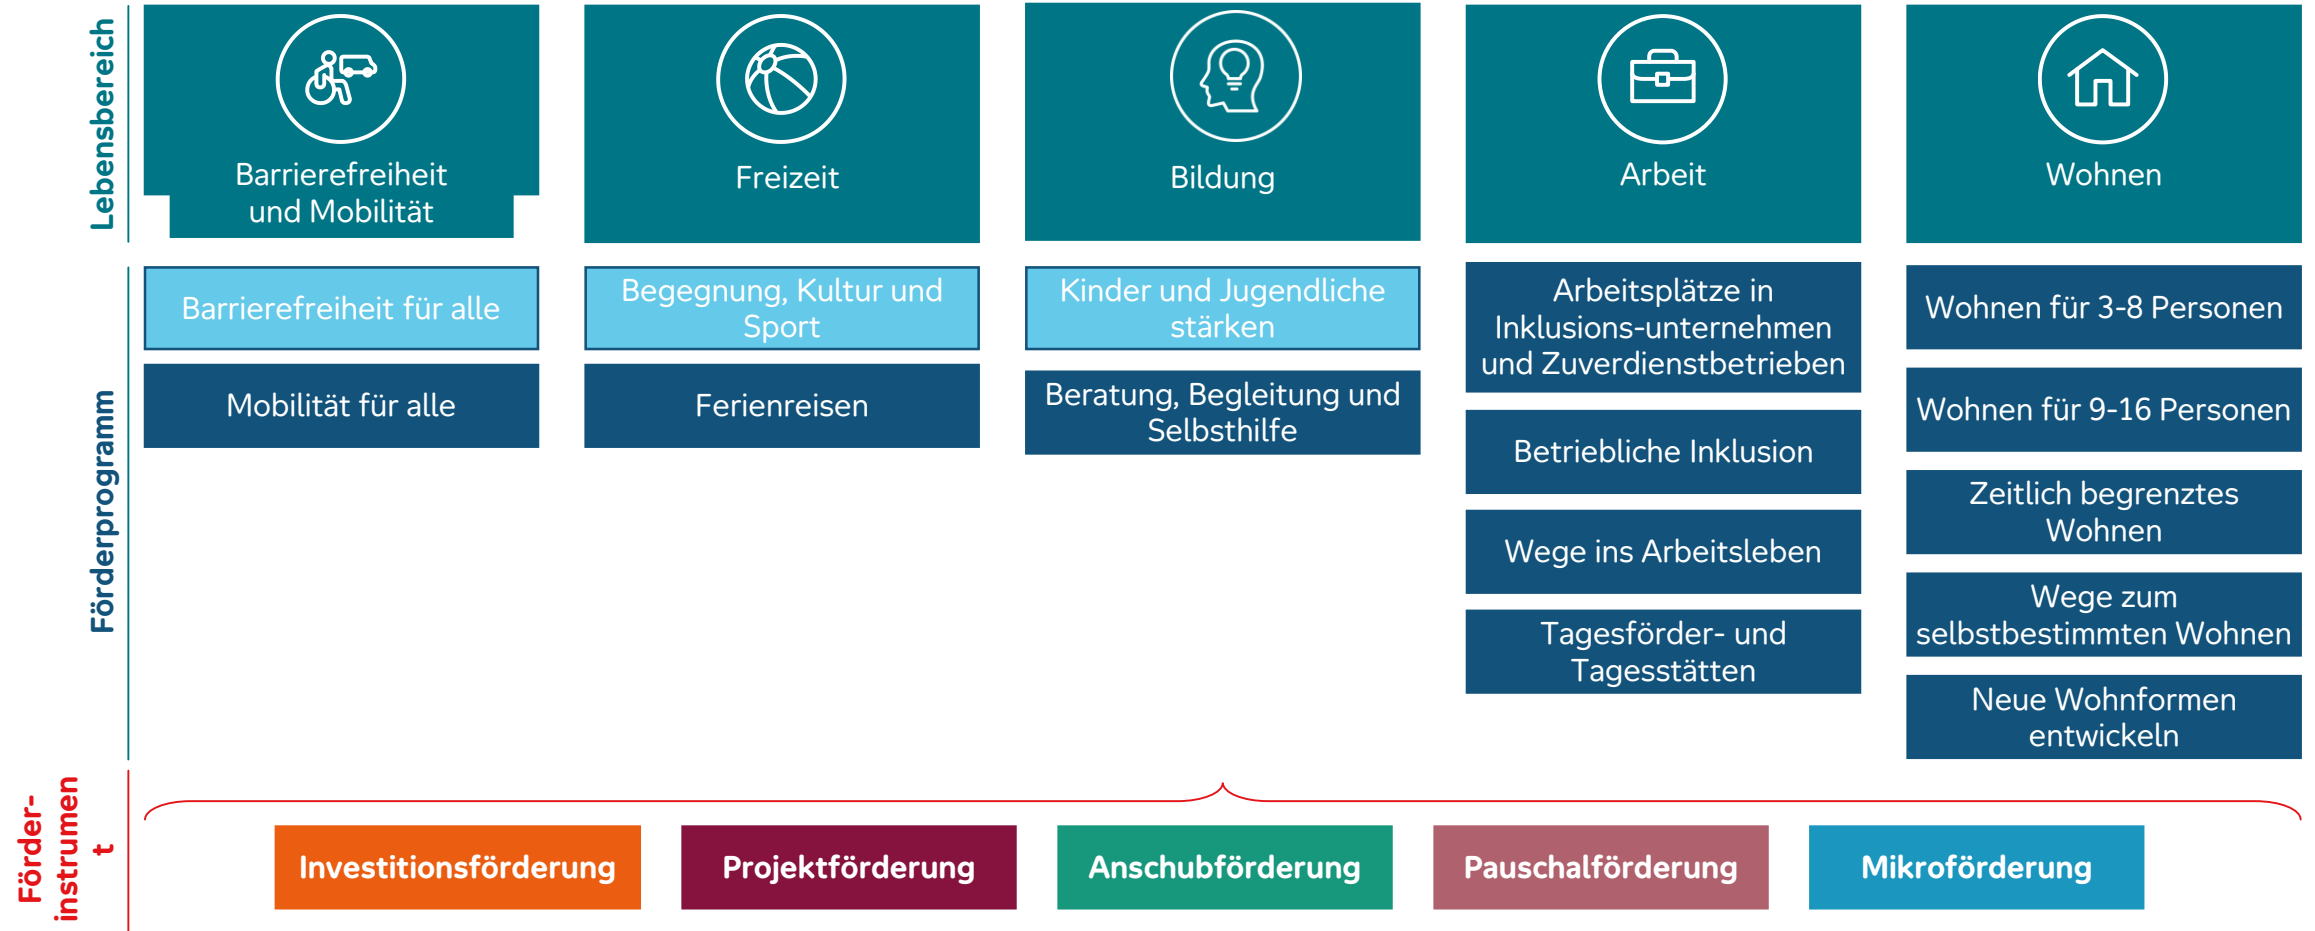 Lebensbereich
Barrierefreiheit
und Mobilität
Freizeit
Bildung
Arbeit
Wohnen
Förderprogramm
Barrierefreiheit für alle
Mobilität für alle
Begegnung, Kultur und
Sport
Ferienreisen
Kinder und Jugendliche
stärken
Beratung, Begleitung und
Selbsthilfe
Arbeitsplätze in
Inklusions-unternehmen
und Zuverdienstbetrieben
Betriebliche Inklusion
Wege ins Arbeitsleben
Tagesförder- und
Tagesstätten
Wohnen für 3-8 Personen
Wohnen für 9-16 Personen
Zeitlich begrenztes
Wohnen
Wege zum
selbstbestimmten Wohnen
Neue Wohnformen
entwickeln
Förder-
instrumen
t
Investitionsförderung
Projektförderung
Anschubförderung
Pauschalförderung
Mikroförderung